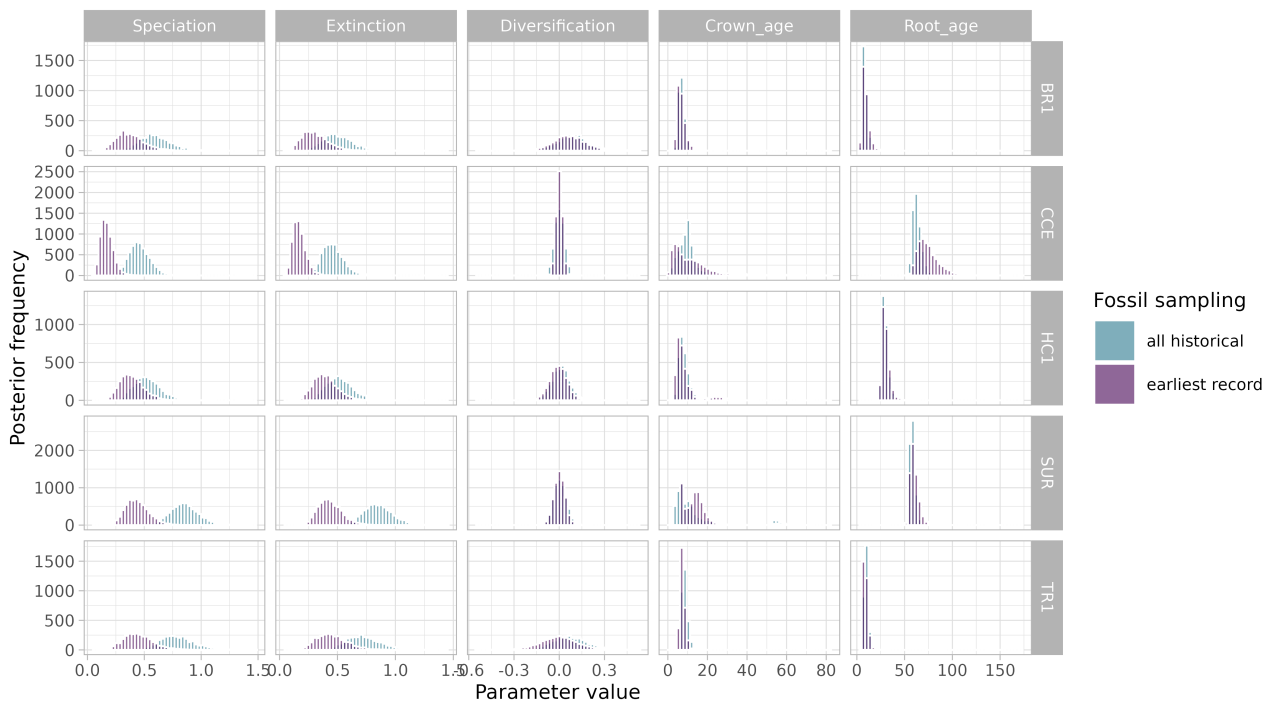 Speciation Extinction Diversification Crown_age Root_age
1500
1000
500
0
BR1
2500
2000
1500
1000
500
0
CCE
1000
500
0
HC1
2000
1000
0
SUR
1500
1000
500
0
TR1
0.0 0.5 1.0 1.5
0.0 0.5 1.0 1.5
-0.6 -0.3 0.0 0.3
0 20 40 60 80
0 50 100 150
Parameter value
Posterior frequency
Fossil sampling
all historical
earliest record